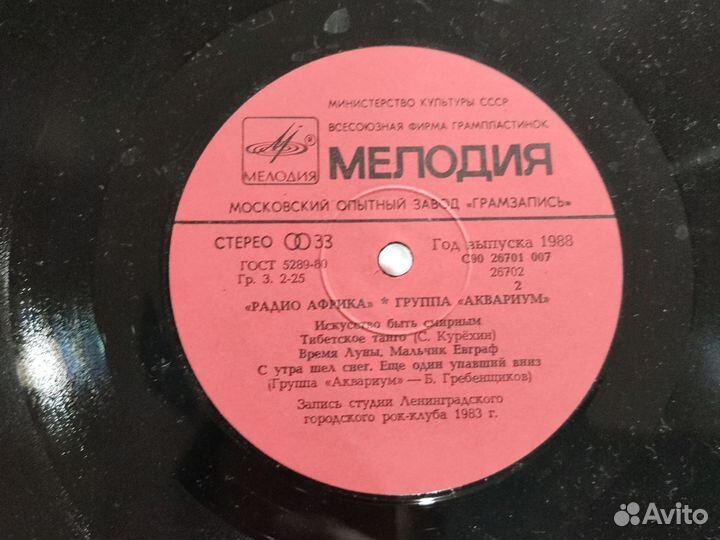 МИНИСТЕРСТВО КУЛЬТУРЫ СССР
ВСЕСОЮЗНАЯ ФИРМА ГРАМПЛАСТИНОК
®
МЕЛОДИЯ
МЕЛОДИЯ
МОСКОВСКИЙ ОПЫТНЫЙ ЗАВОД «ГРАМЗАПИСЬ»
СТЕРЕО 33
Год выпуска 1988
ГОСТ 5289-80
С90 26701 007
Гр. 3. 2-25
26702
2
«РАДИО АФРИКА» * ГРУППА «АКВАРИУМ»
Искусство быть смирным
Тибетское танго (С. Курёхин)
Время Луны, Мальчик Евграф
С утра шел снег. Еще один упавший вниз
(Группа «Аквариум» — Б. Гребенщиков)
Запись студии Ленинградского
городского рок-клуба 1983 г.
Avito